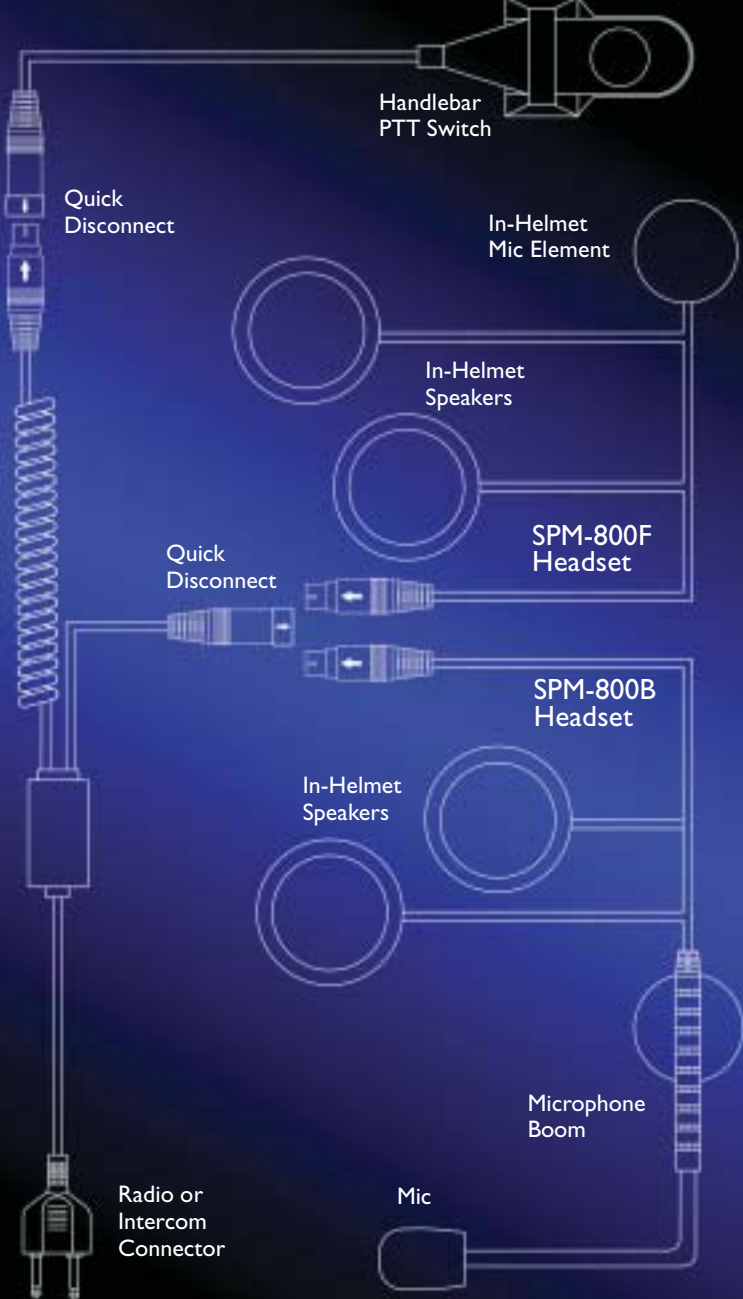 Handlebar
PTT Switch
Quick
Disconnect
In-Helmet
Mic Element
In-Helmet
Speakers
SPM-800F
Headset
Quick
Disconnect
SPM-800B
Headset
In-Helmet
Speakers
Microphone
Boom
Radio or
Intercom
Connector
Mic